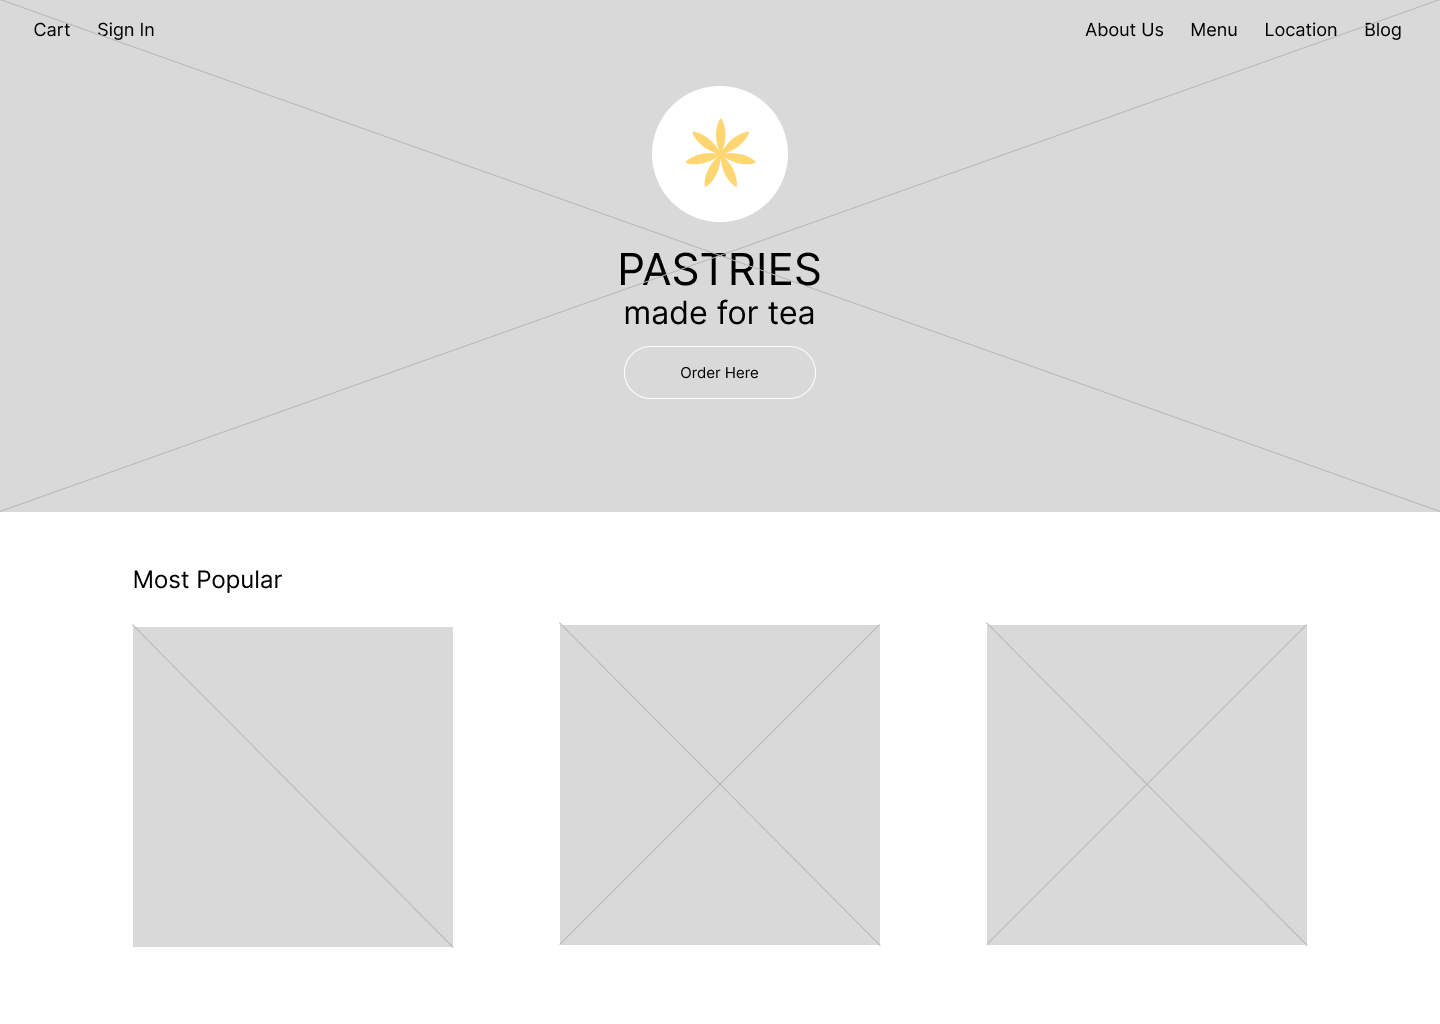 Cart Sign In About Us Menu Location Blog
PASTRIES
made for tea
Order Here
Most Popular